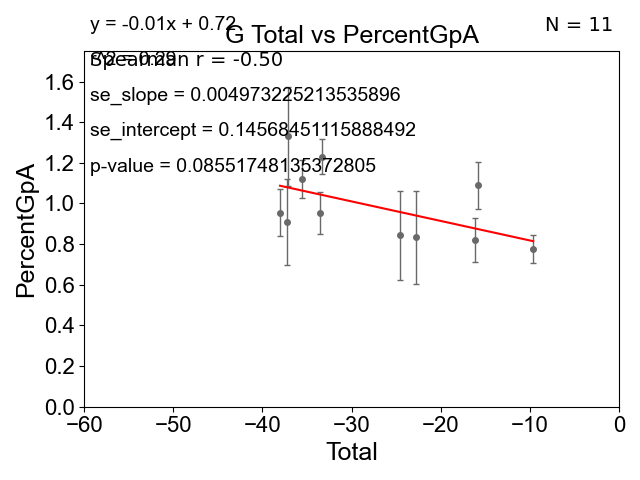 y = -0.01x + 0.72
G Total vs PercentGpA
N = 11
Spearman r = -0.50
se_slope = 0.004973225213535896
se_intercept = 0.14568451115888492
p-value = 0.08551748135372805
PercentGpA
1.6
1.4
1.2
1.0
0.8
0.6
0.4
0.2
0.0
−60 −50 −40 −30 −20 −10 0
Total